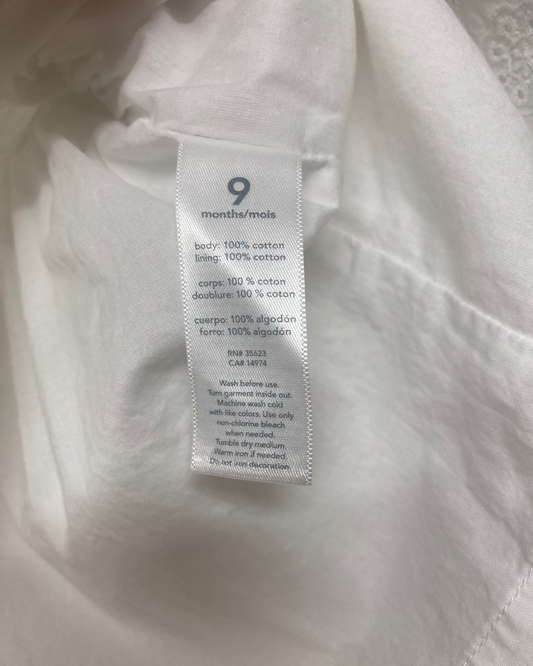 9
months/mois
body: 100% cotton
lining: 100% cotton
corps: 100 % coton
doublure: 100 % coton
cuerpo: 100% algodón
forro: 100% algodón
RN# 35623
CA# 14974
Wash before use.
Turn garment inside out.
Machine wash cold
with like colors. Use only
non-chlorine bleach
when needed.
Tumble dry medium.
Warm iron if needed.
Do not iron decoration